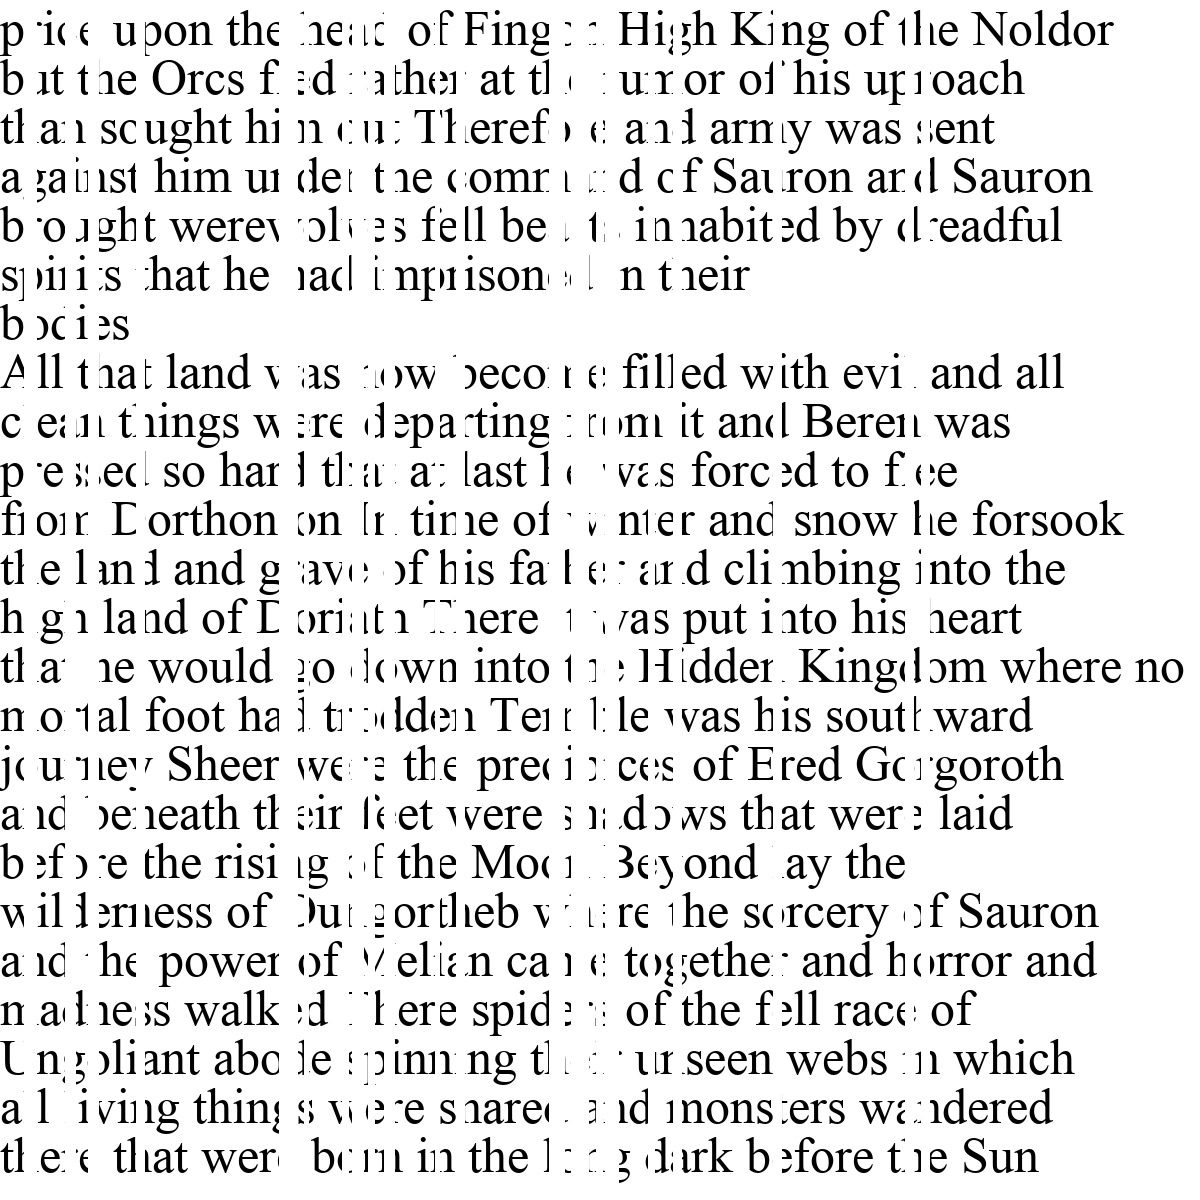 price upon the head of Fingon High King of the Noldor
but the Orcs fled rather at the rumor of his uproach
than sought him out Therefore and army was sent
against him under the command of Sauron and Sauron
brought werewolves fell beasts inhabited by dreadful
spirits that he had imprisoned in their
bodies
All that land was now become filled with evil and all
clean things were departing from it and Beren was
pressed so hard that at last he was forced to flee
from Dorthonion In time of winter and snow he forsook
the land and grave of his father and climbing into the
high land of Doriath There it was put into his heart
that he would go down into the Hidden Kingdom where no
mortal foot had trodden Terrible was his southward
journey Sheer were the precipices of Ered Gorgoroth
and beneath their feet were shadows that were laid
before the rising of the Moon Beyond lay the
wilderness of Dungortheb where the sorcery of Sauron
and the power of Melian came together and horror and
madness walked There spiders of the fell race of
Ungoliant abode spinning their unseen webs in which
all living things were snared and monsters wandered
there that were born in the long dark before the Sun